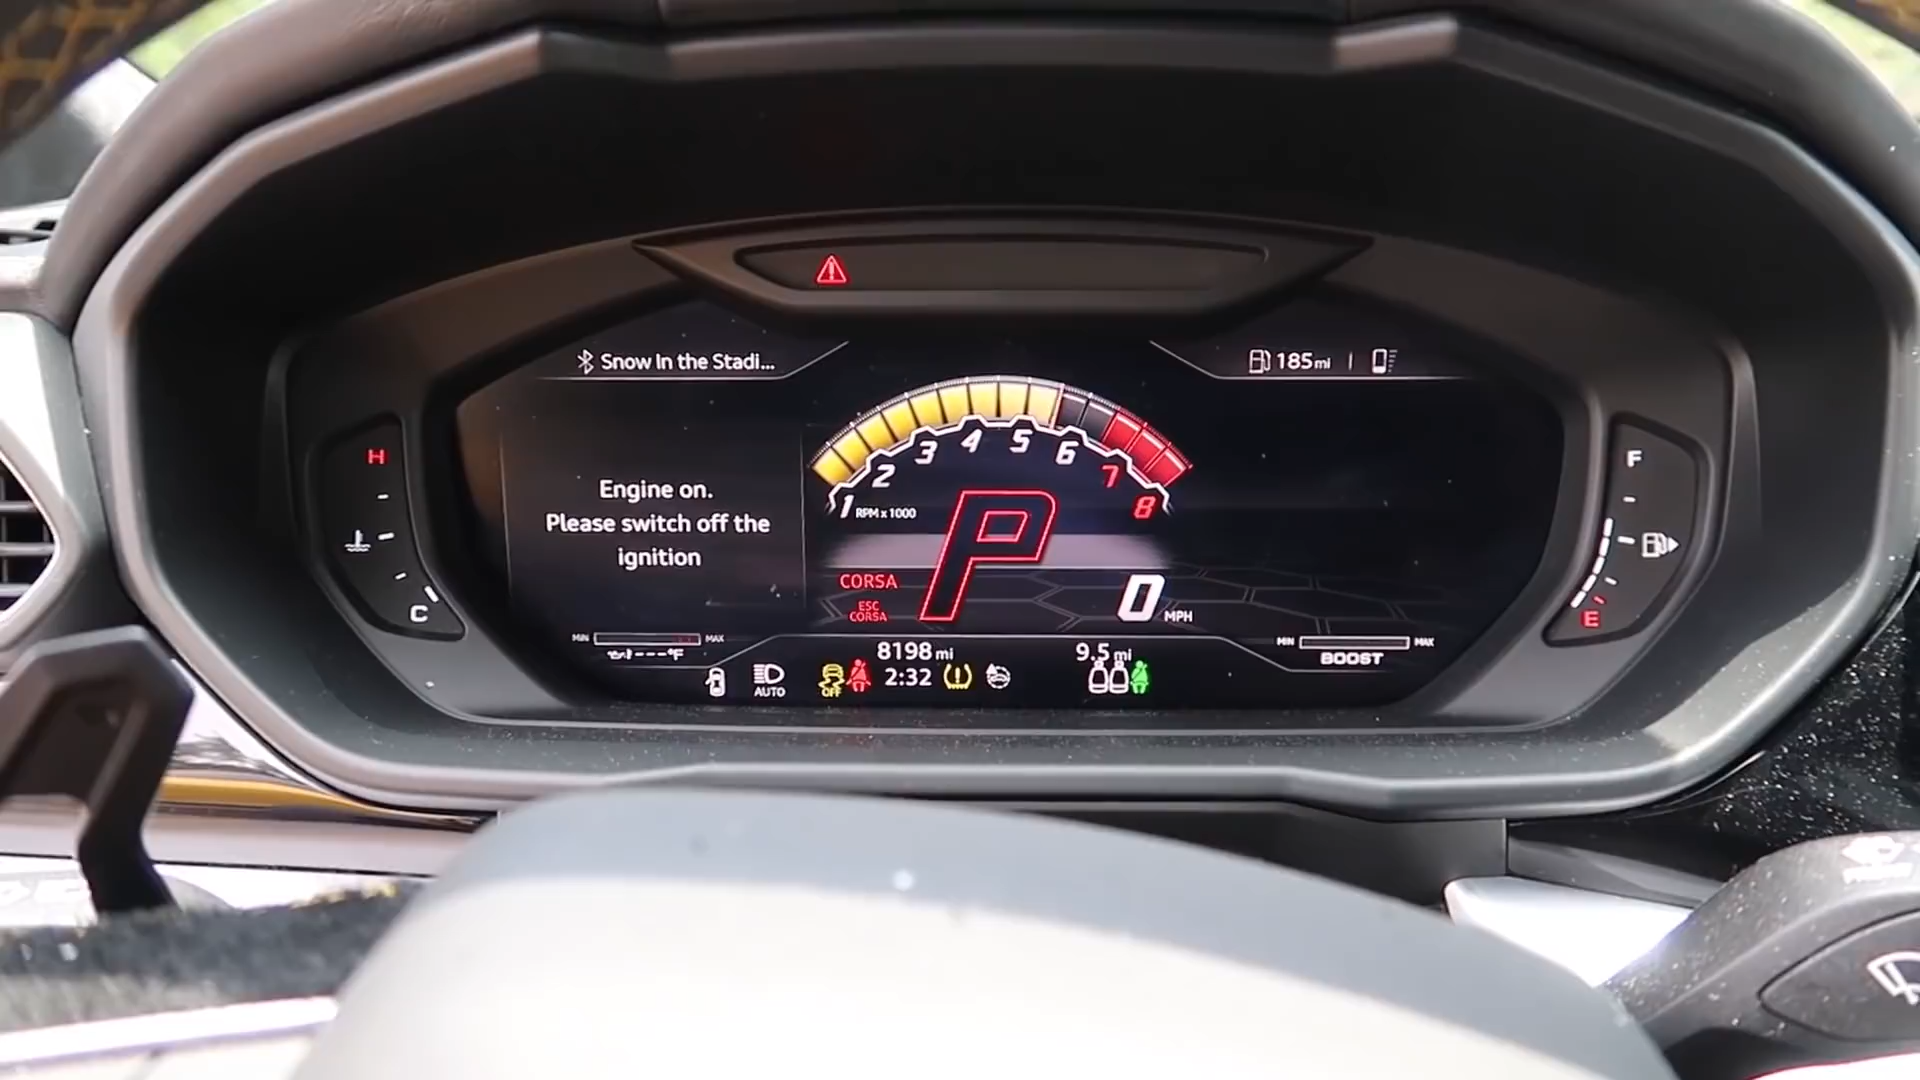 Snow In the Stadi...
185mi
H
C
Engine on.
Please switch off the
ignition
1 2 3 4 5 6 7 8
RPM x 1000
P
CORSA
ESC
CORSA
0 MPH
F
E
MIN MAX
---°F
MIN MAX
BOOST
8198 mi
9.5 mi
AUTO
OFF
2:32